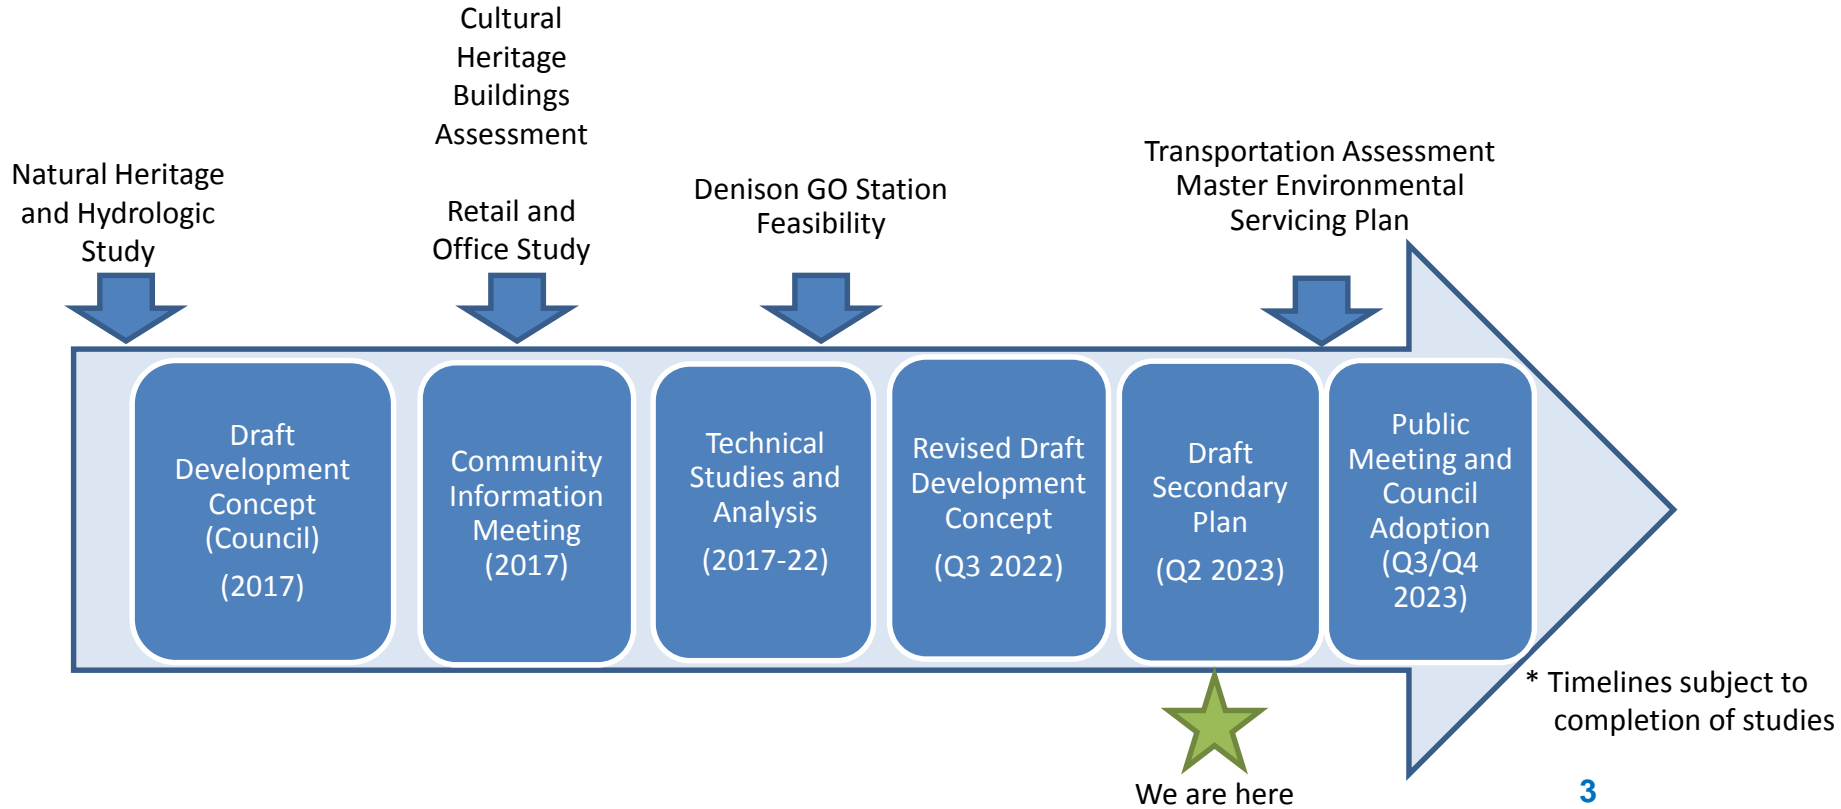 Natural Heritage
and Hydrologic
Study
Cultural
Heritage
Buildings
Assessment
Retail and
Office Study
Denison GO Station
Feasibility
Transportation Assessment
Master Environmental
Servicing Plan
Draft
Development
Concept
(Council)
(2017)
Community
Information
Meeting
(2017)
Technical
Studies and
Analysis
(2017-22)
Revised Draft
Development
Concept
(Q3 2022)
Draft
Secondary
Plan
(Q2 2023)
Public
Meeting and
Council
Adoption
(Q3/Q4
2023)
* Timelines subject to
completion of studies
We are here
3